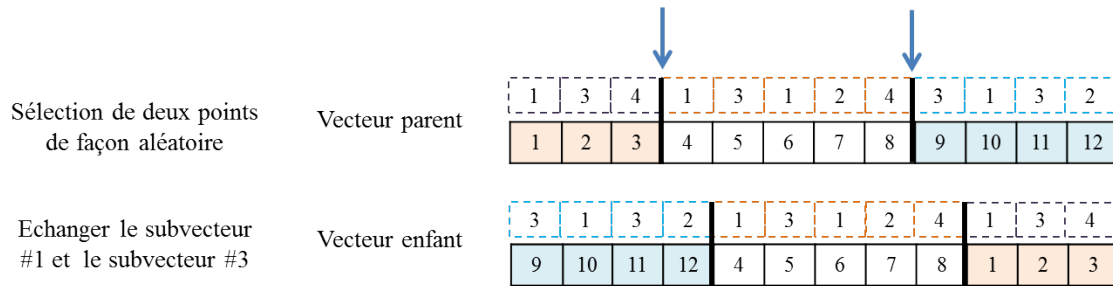 1 3 4 1 3 1 2 4 3 1 3 2
Sélection de deux points
de façon aléatoire
Vecteur parent
1 2 3 4 5 6 7 8 9 10 11 12
3 1 3 2 1 3 1 2 4 1 3 4
Echanger le subvecteur
#1 et le subvecteur #3
Vecteur enfant
9 10 11 12 4 5 6 7 8 1 2 3